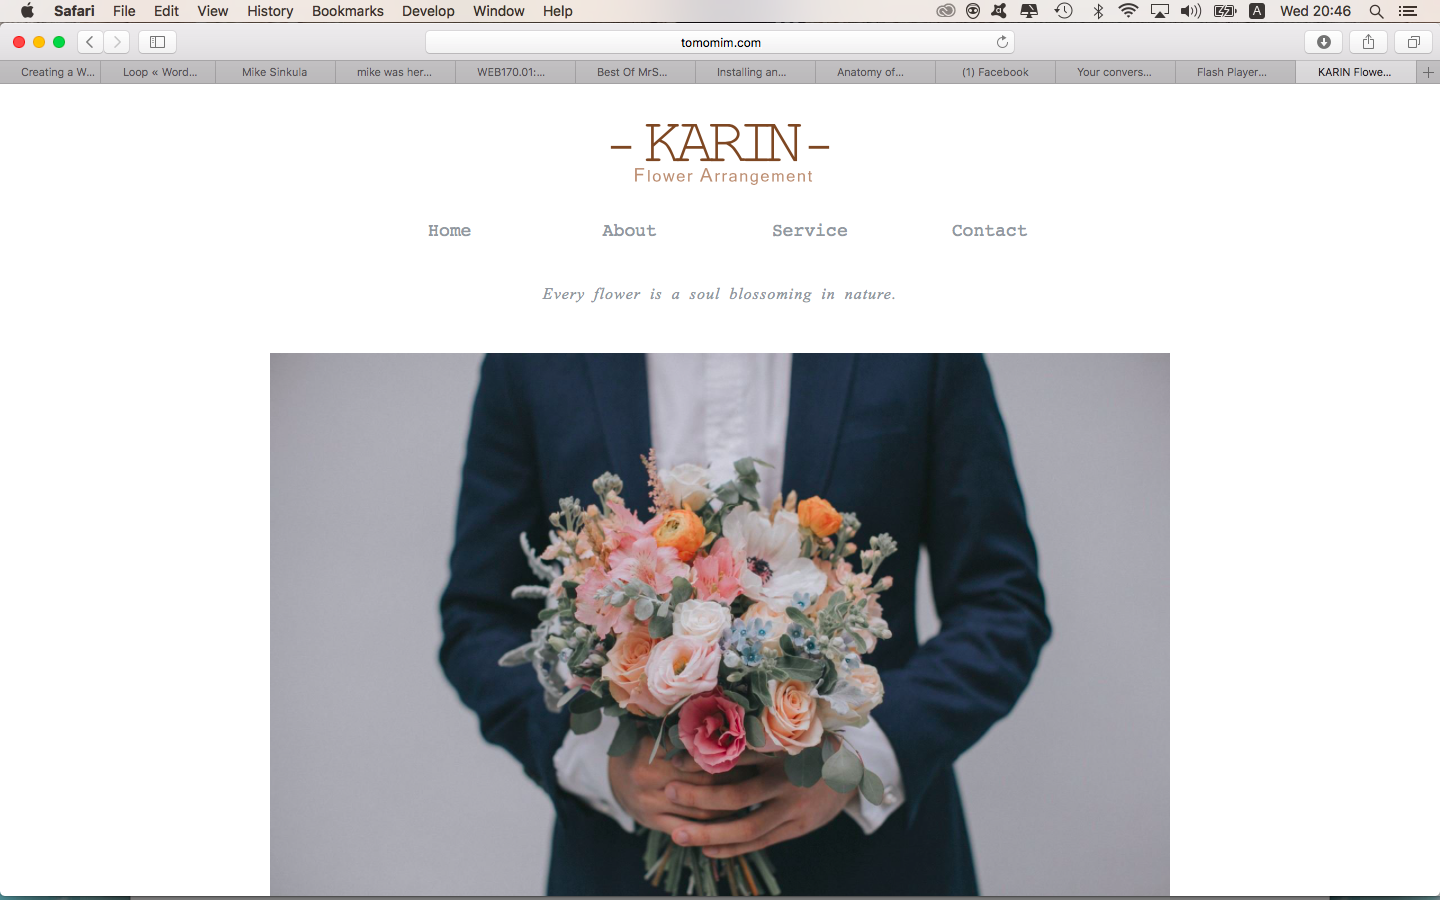 Safari File Edit View History Bookmarks Develop Window Help A Wed 20:46
tomomim.com
Creating a W... Loop « Word... Mike Sinkula mike was her... WEB170.01:... Best Of MrS... Installing an... Anatomy of... (1) Facebook Your convers... Flash Player... KARIN Flowe...
- KARIN -
Flower Arrangement
Home About Service Contact
Every flower is a soul blossoming in nature.